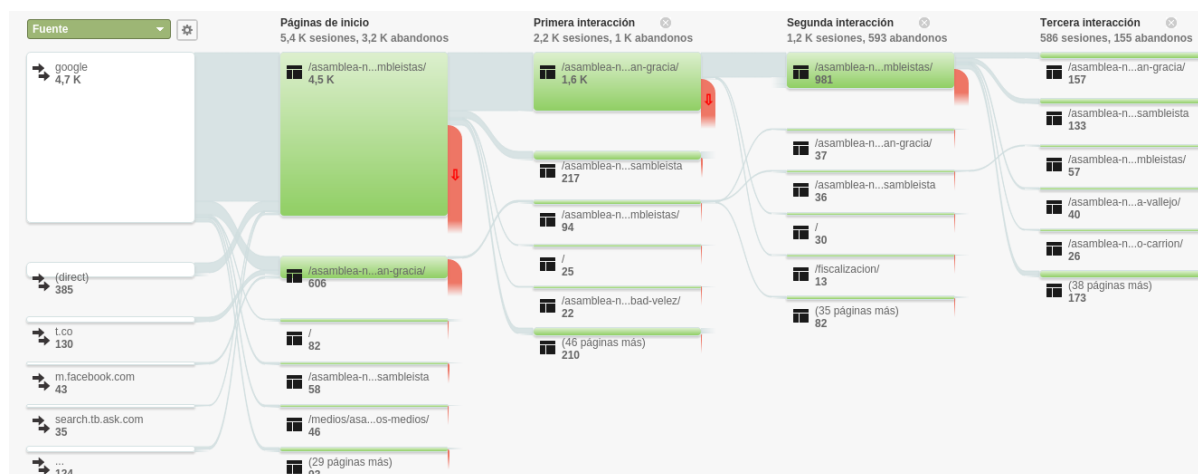 Fuente
google
4,7 K
(direct)
385
t.co
130
m.facebook.com
43
search.tb.ask.com
35
...
124
Páginas de inicio
5,4 K sesiones, 3,2 K abandonos
/asamblea-n...mbleistas/
4,5 K
/asamblea-n...an-gracia/
606
/
82
/asamblea-n...sambleista
58
/medios/asa...os-medios/
46
(29 páginas más)
Primera interacción
2,2 K sesiones, 1 K abandonos
/asamblea-n...an-gracia/
1,6 K
/asamblea-n...sambleista
217
/asamblea-n...mbleistas/
94
/
25
/asamblea-n...bad-velez/
22
(46 páginas más)
210
Segunda interacción
1,2 K sesiones, 593 abandonos
/asamblea-n...mbleistas/
981
/asamblea-n...an-gracia/
37
/asamblea-n...sambleista
36
/
30
/fiscalizacion/
13
(35 páginas más)
82
Tercera interacción
586 sesiones, 155 abandonos
/asamblea-n...an-gracia/
157
/asamblea-n...sambleista
133
/asamblea-n...mbleistas/
57
/asamblea-n...a-vallejo/
40
/asamblea-n...o-carrion/
26
(38 páginas más)
173